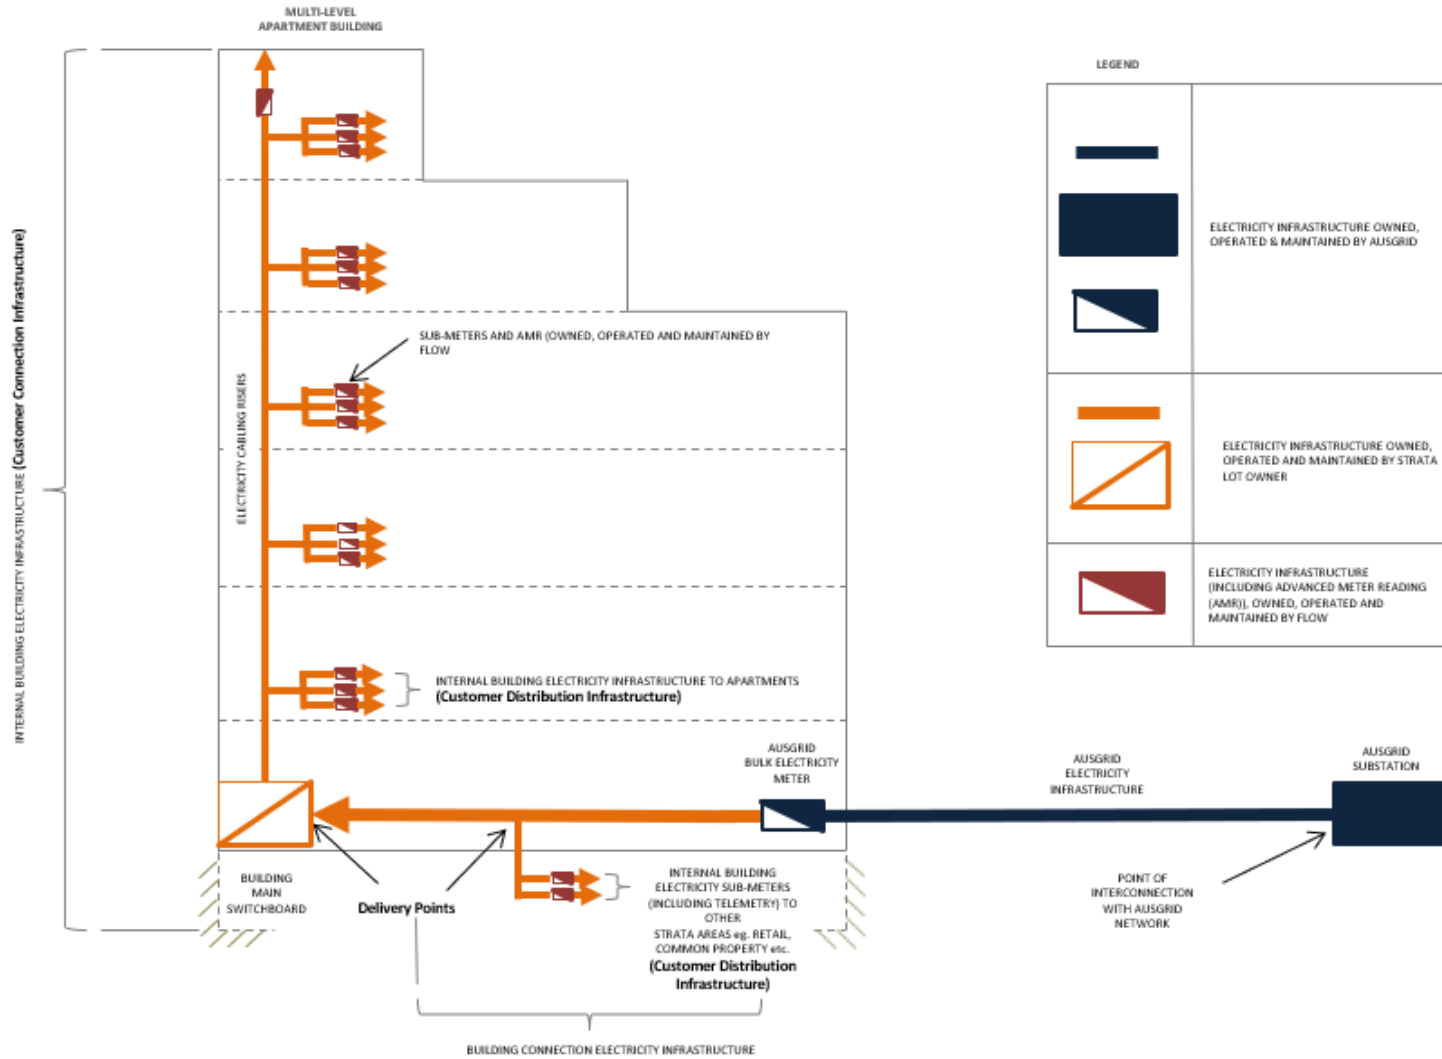 MULTI-LEVEL
APARTMENT BUILDING
LEGEND
ELECTRICITY INFRASTRUCTURE OWNED,
OPERATED & MAINTAINED BY AUSGRID
ELECTRICITY INFRASTRUCTURE OWNED,
OPERATED AND MAINTAINED BY STRATA
LOT OWNER
ELECTRICITY INFRASTRUCTURE
(INCLUDING ADVANCED METER READING
(AMR)), OWNED, OPERATED AND
MAINTAINED BY FLOW
INTERNAL BUILDING ELECTRICITY INFRASTRUCTURE (Customer Connection Infrastructure)
ELECTRICITY CABLING RISERS
SUB-METERS AND AMR (OWNED, OPERATED AND MAINTAINED BY
FLOW
INTERNAL BUILDING ELECTRICITY INFRASTRUCTURE TO APARTMENTS
(Customer Distribution Infrastructure)
AUSGRID
BULK ELECTRICITY
METER
AUSGRID
ELECTRICITY
INFRASTRUCTURE
AUSGRID
SUBSTATION
BUILDING
MAIN
SWITCHBOARD
Delivery Points
INTERNAL BUILDING
ELECTRICITY SUB-METERS
(INCLUDING TELEMETRY) TO
OTHER
STRATA AREAS eg. RETAIL,
COMMON PROPERTY etc.
(Customer Distribution
Infrastructure)
POINT OF
INTERCONNECTION
WITH AUSGRID
NETWORK
BUILDING CONNECTION ELECTRICITY INFRASTRUCTURE